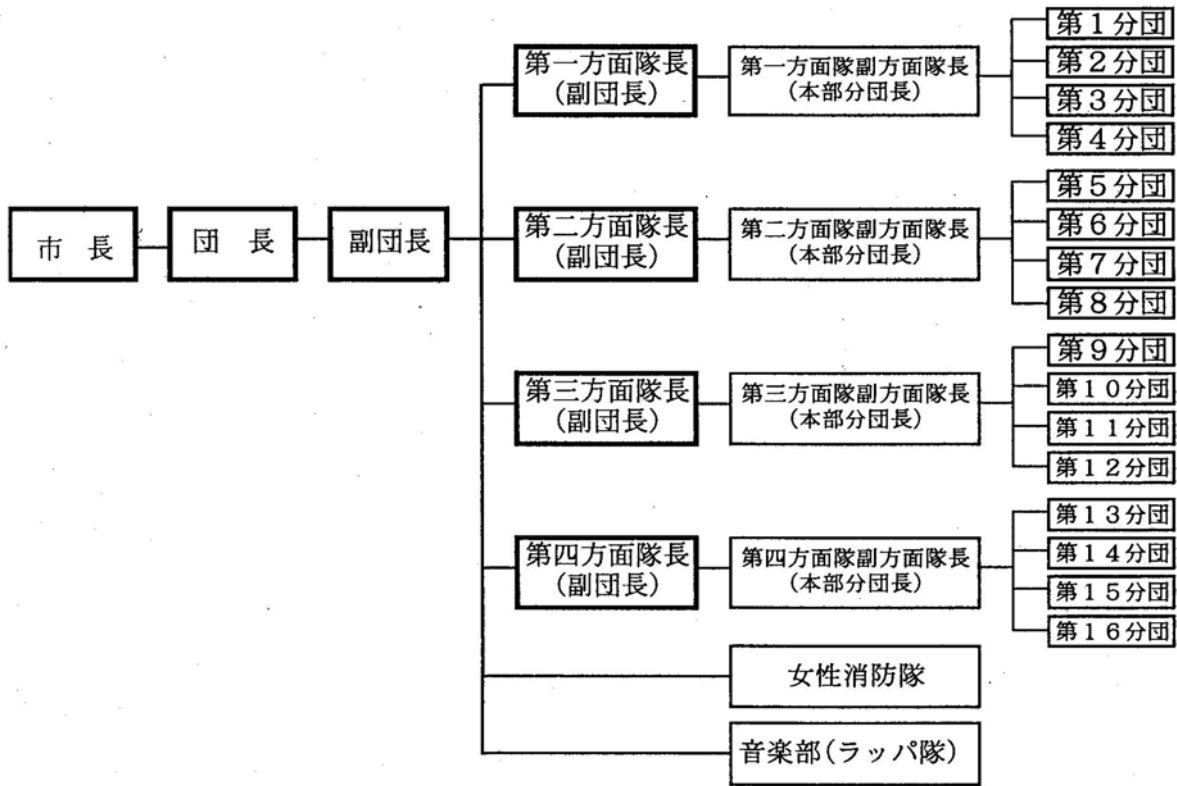 市　長
団　長
副団長
第一方面隊長
(副団長)
第一方面隊副方面隊長
(本部分団長)
第１分団
第２分団
第３分団
第４分団
第二方面隊長
(副団長)
第二方面隊副方面隊長
(本部分団長)
第５分団
第６分団
第７分団
第８分団
第三方面隊長
(副団長)
第三方面隊副方面隊長
(本部分団長)
第９分団
第１０分団
第１１分団
第１２分団
第四方面隊長
(副団長)
第四方面隊副方面隊長
(本部分団長)
第１３分団
第１４分団
第１５分団
第１６分団
女性消防隊
音楽部(ラッパ隊)